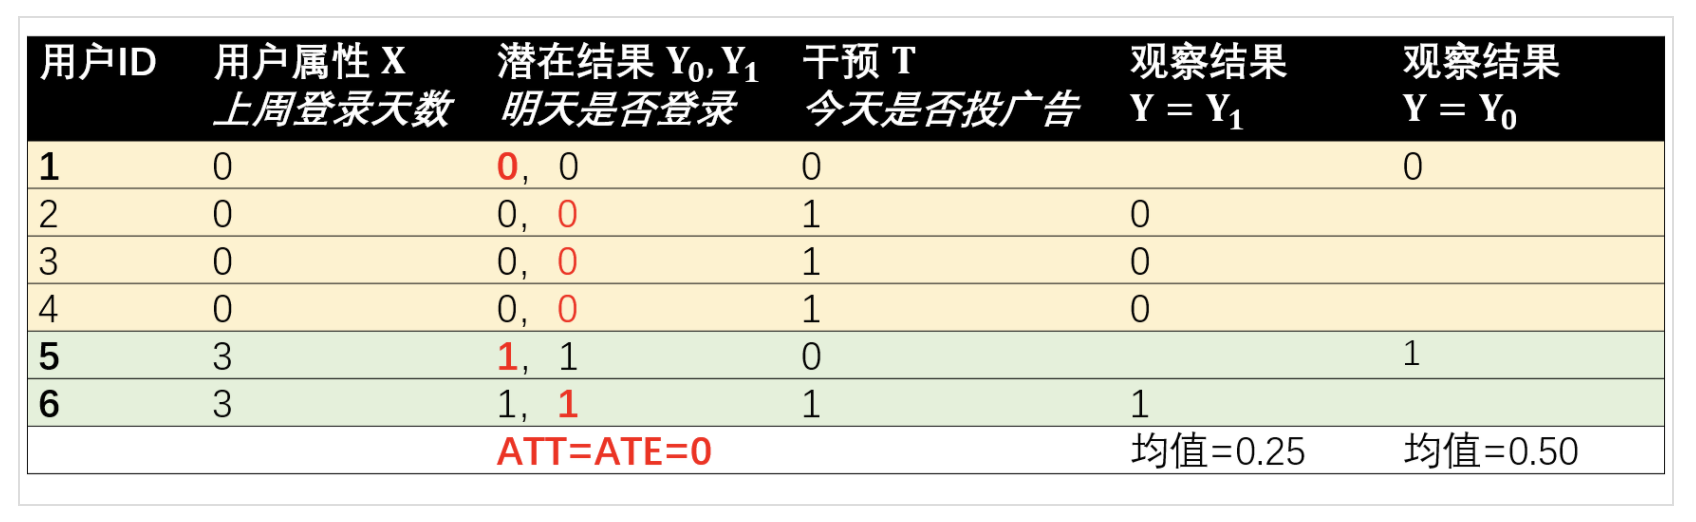 用户ID 用户属性 X 潜在结果 Y₀, Y₁ 干预 T 观察结果 观察结果
上周登录天数 明天是否登录 今天是否投广告 Y = Y₁ Y = Y₀
1 0 0, 0 0 0
2 0 0, 0 1 0
3 0 0, 0 1 0
4 0 0, 0 1 0
5 3 1, 1 0 1
6 3 1, 1 1 1
ATT=ATE=0 均值=0.25 均值=0.50